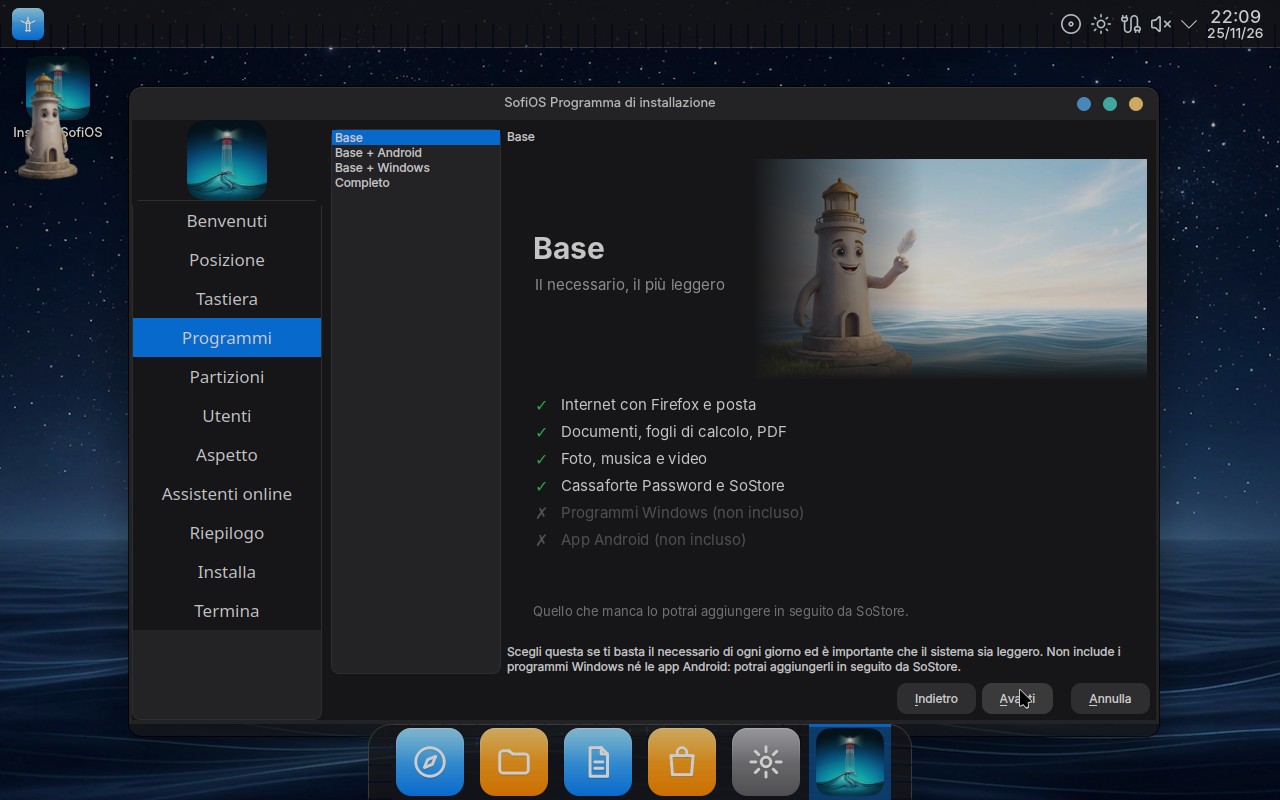 22:09
25/11/26
SofiOS Programma di installazione
SofiOS
Benvenuti
Posizione
Tastiera
Programmi
Partizioni
Utenti
Aspetto
Assistenti online
Riepilogo
Installa
Termina
Base
Base + Android
Base + Windows
Completo
Base
Base
Il necessario, il più leggero
✓ Internet con Firefox e posta
✓ Documenti, fogli di calcolo, PDF
✓ Foto, musica e video
✓ Cassaforte Password e SoStore
✗ Programmi Windows (non incluso)
✗ App Android (non incluso)
Quello che manca lo potrai aggiungere in seguito da SoStore.
Scegli questa se ti basta il necessario di ogni giorno ed è importante che il sistema sia leggero. Non include i
programmi Windows né le app Android: potrai aggiungerli in seguito da SoStore.
Indietro
Avanti
Annulla